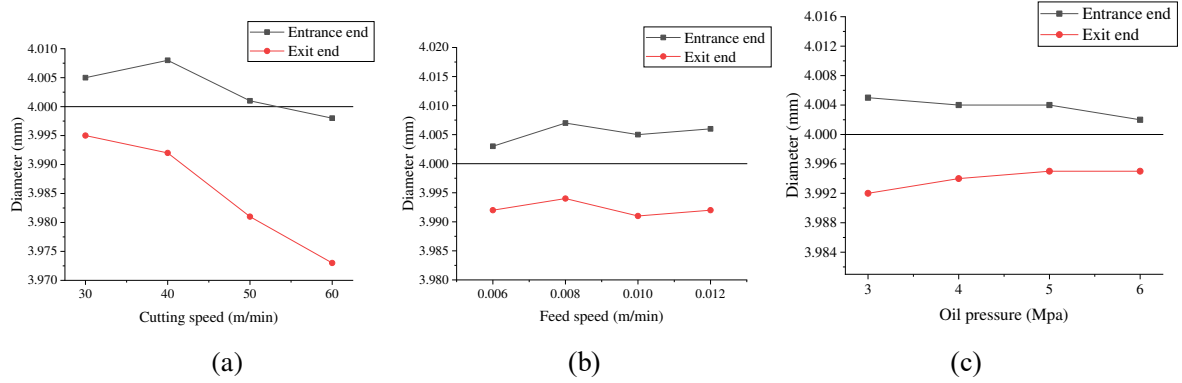 Entrance end
Exit end
4.010
4.005
4.000
3.995
3.990
3.985
3.980
3.975
3.970
Diameter (mm)
30 40 50 60
Cutting speed (m/min)
(a)
Entrance end
Exit end
4.020
4.015
4.010
4.005
4.000
3.995
3.990
3.985
3.980
Diameter (mm)
0.006 0.008 0.010 0.012
Feed speed (m/min)
(b)
Entrance end
Exit end
4.016
4.012
4.008
4.004
4.000
3.996
3.992
3.988
3.984
Diameter (mm)
3 4 5 6
Oil pressure (Mpa)
(c)